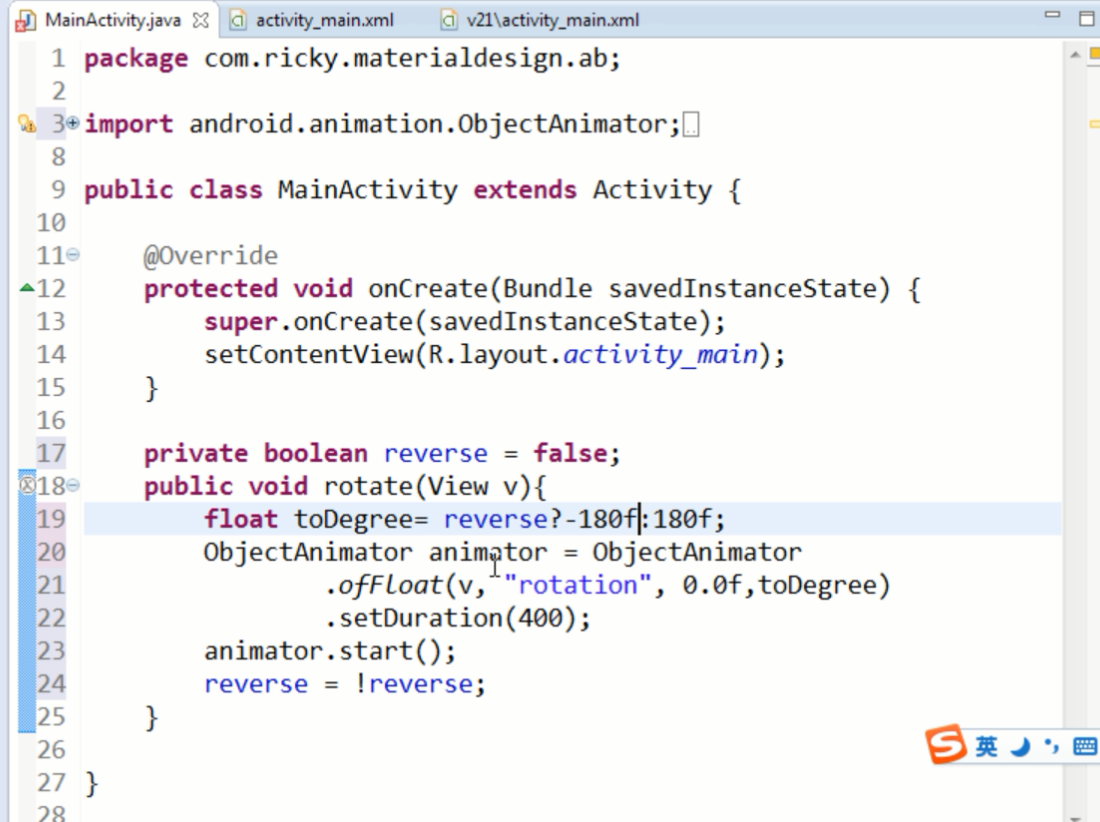 MainActivity.java activity_main.xml v21\activity_main.xml
1 package com.ricky.materialdesign.ab;
2
3 import android.animation.ObjectAnimator;
8
9 public class MainActivity extends Activity {
10
11 @Override
12 protected void onCreate(Bundle savedInstanceState) {
13 super.onCreate(savedInstanceState);
14 setContentView(R.layout.activity_main);
15 }
16
17 private boolean reverse = false;
18 public void rotate(View v){
19 float toDegree= reverse?-180f:180f;
20 ObjectAnimator animator = ObjectAnimator
21 .ofFloat(v, "rotation", 0.0f,toDegree)
22 .setDuration(400);
23 animator.start();
24 reverse = !reverse;
25 }
26
27 }
28
S 英